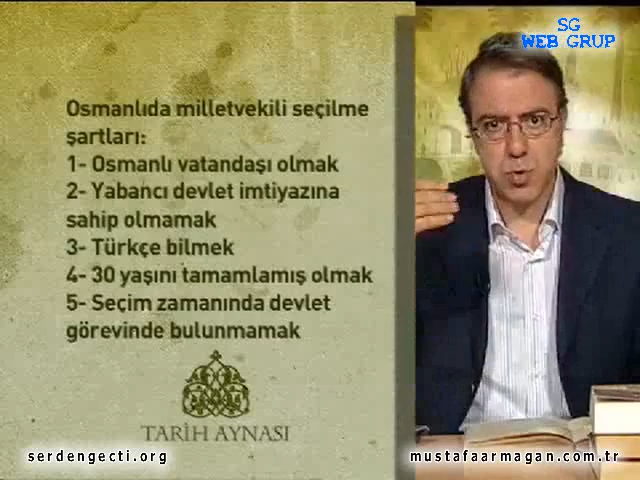 SG
WEB GRUP
Osmanlıda milletvekili seçilme
şartları:
1- Osmanlı vatandaşı olmak
2- Yabancı devlet imtiyazına
sahip olmamak
3- Türkçe bilmek
4- 30 yaşını tamamlamış olmak
5- Seçim zamanında devlet
görevinde bulunmamak
TARİH AYNASI
serdengecti.org
mustafaarmagan.com.tr